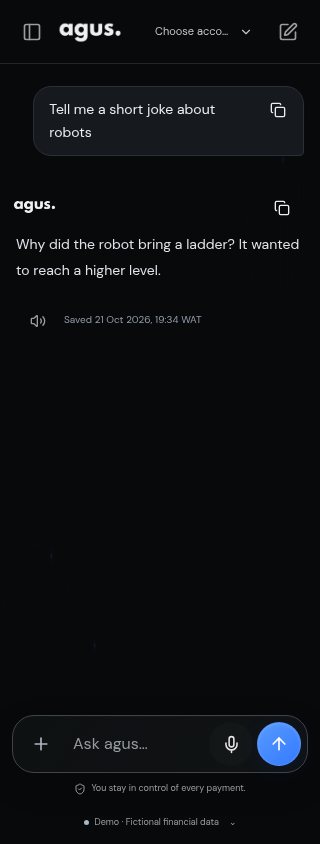 agus.
Choose acco...
Tell me a short joke about
robots
agus.
Why did the robot bring a ladder? It wanted
to reach a higher level.
Saved 21 Oct 2026, 19:34 WAT
Ask agus...
You stay in control of every payment.
Demo · Fictional financial data